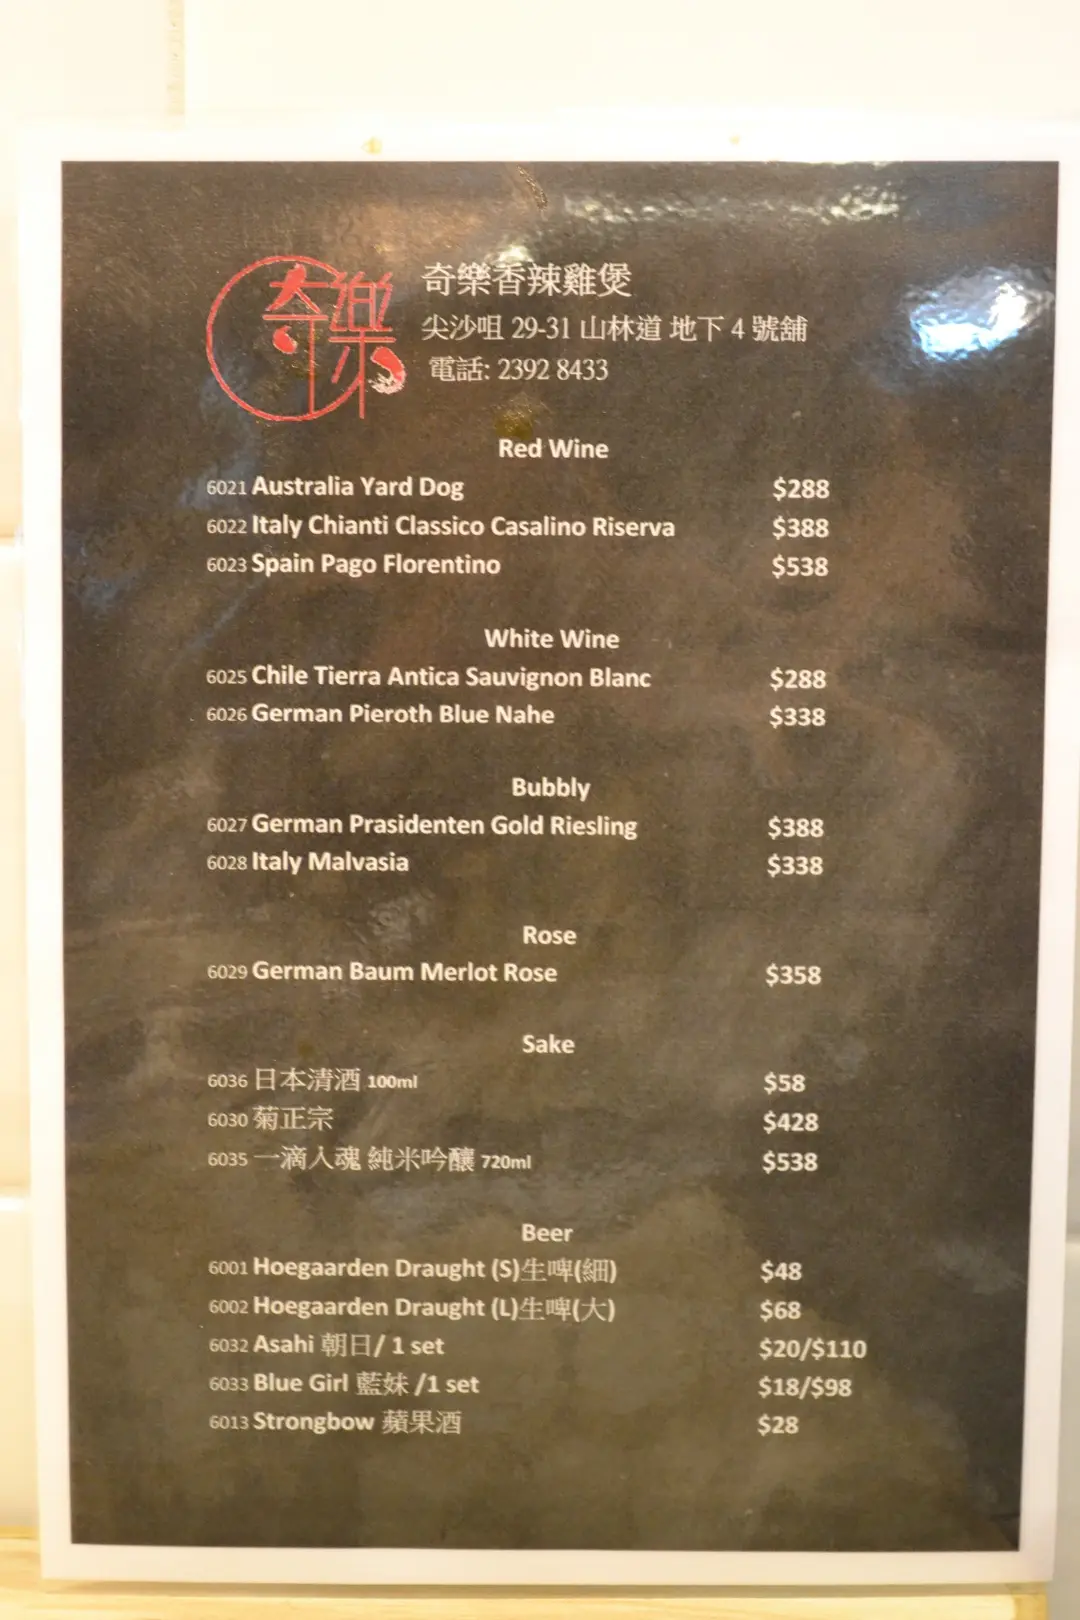 奇樂
奇樂香辣雞煲
尖沙咀 29-31 山林道 地下 4 號舖
電話: 2392 8433
Red Wine
6021 Australia Yard Dog $288
6022 Italy Chianti Classico Casalino Riserva $388
6023 Spain Pago Florentino $538
White Wine
6025 Chile Tierra Antica Sauvignon Blanc $288
6026 German Pieroth Blue Nahe $338
Bubbly
6027 German Prasidenten Gold Riesling $388
6028 Italy Malvasia $338
Rose
6029 German Baum Merlot Rose $358
Sake
6036 日本清酒 100ml $58
6030 菊正宗 $428
6035 一滴入魂 純米吟釀 720ml $538
Beer
6001 Hoegaarden Draught (S)生啤(細) $48
6002 Hoegaarden Draught (L)生啤(大) $68
6032 Asahi 朝日/ 1 set $20/$110
6033 Blue Girl 藍妹 /1 set $18/$98
6013 Strongbow 蘋果酒 $28